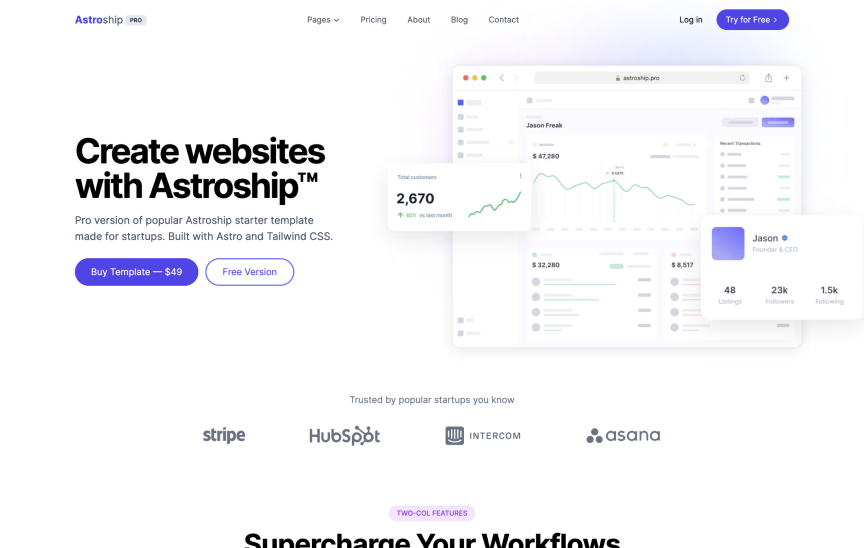 Astroship PRO
Pages
Pricing
About
Blog
Contact
Log in
Try for Free
astroship.pro
Create websites
with Astroship™
Pro version of popular Astroship starter template
made for startups. Built with Astro and Tailwind CSS.
Buy Template — $49
Free Version
Jason Freak
$ 47,280
Recent Transactions
Total customers
2,670
40% vs last month
$ 32,280
$ 8,517
Jason
Founder & CEO
48
23k
1.5k
Listings
Followers
Following
Trusted by popular startups you know
stripe
HubSpot
INTERCOM
asana
TWO-COL FEATURES
Supercharge Your Workflows